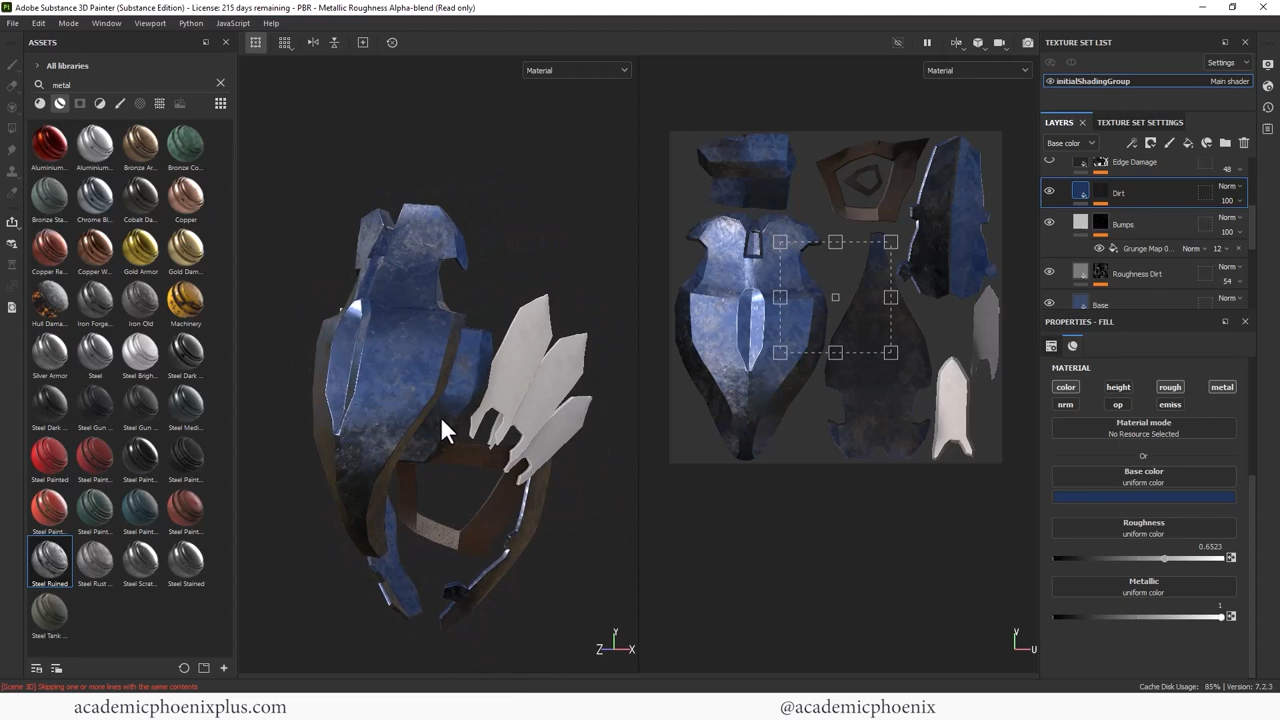 Pt Adobe Substance 3D Painter (Substance Edition) - License: 215 days remaining - PBR - Metallic Roughness Alpha-blend (Read only)
File Edit Mode Window Viewport Python JavaScript Help
ASSETS
All libraries
metal
Aluminium... Aluminium... Bronze Ar... Bronze Co...
Bronze Sta... Chrome Bl... Cobalt Da... Copper
Copper Re... Copper W... Gold Armor Gold Dam...
Hull Dama... Iron Forge... Iron Old Machinery
Silver Armor Steel Steel Brigh... Steel Dark ...
Steel Dark ... Steel Gun ... Steel Gun ... Steel Medi...
Steel Painted Steel Paint... Steel Paint... Steel Paint...
Steel Paint... Steel Paint... Steel Paint... Steel Paint...
Steel Ruined Steel Rust ... Steel Scrat... Steel Stained
Steel Tank ...
Material
Material
Y
Z X
V
U
TEXTURE SET LIST
Settings
initialShadingGroup Main shader
LAYERS TEXTURE SET SETTINGS
Base color
Edge Damage 48
Dirt Norm 100
Bumps Norm 100
Grunge Map 0... Norm 12
Roughness Dirt Norm 54
Base Norm
PROPERTIES - FILL
MATERIAL
color height rough metal
nrm op emiss
Material mode
No Resource Selected
Or
Base color
uniform color
Roughness
uniform color
0.6523
Metallic
uniform color
1
[Scene 3D] Skipping one or more lines with the same contents
Cache Disk Usage: 85% | Version: 7.2.3
academicphoenixplus.com @academicphoenix